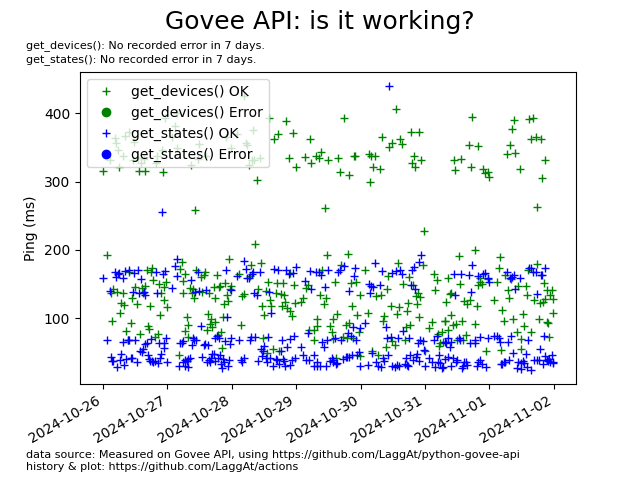 Govee API: is it working?
get_devices(): No recorded error in 7 days.
get_states(): No recorded error in 7 days.
get_devices() OK
get_devices() Error
get_states() OK
get_states() Error
Ping (ms)
400
300
200
100
2024-10-26
2024-10-27
2024-10-28
2024-10-29
2024-10-30
2024-10-31
2024-11-01
2024-11-02
data source: Measured on Govee API, using https://github.com/LaggAt/python-govee-api
history & plot: https://github.com/LaggAt/actions